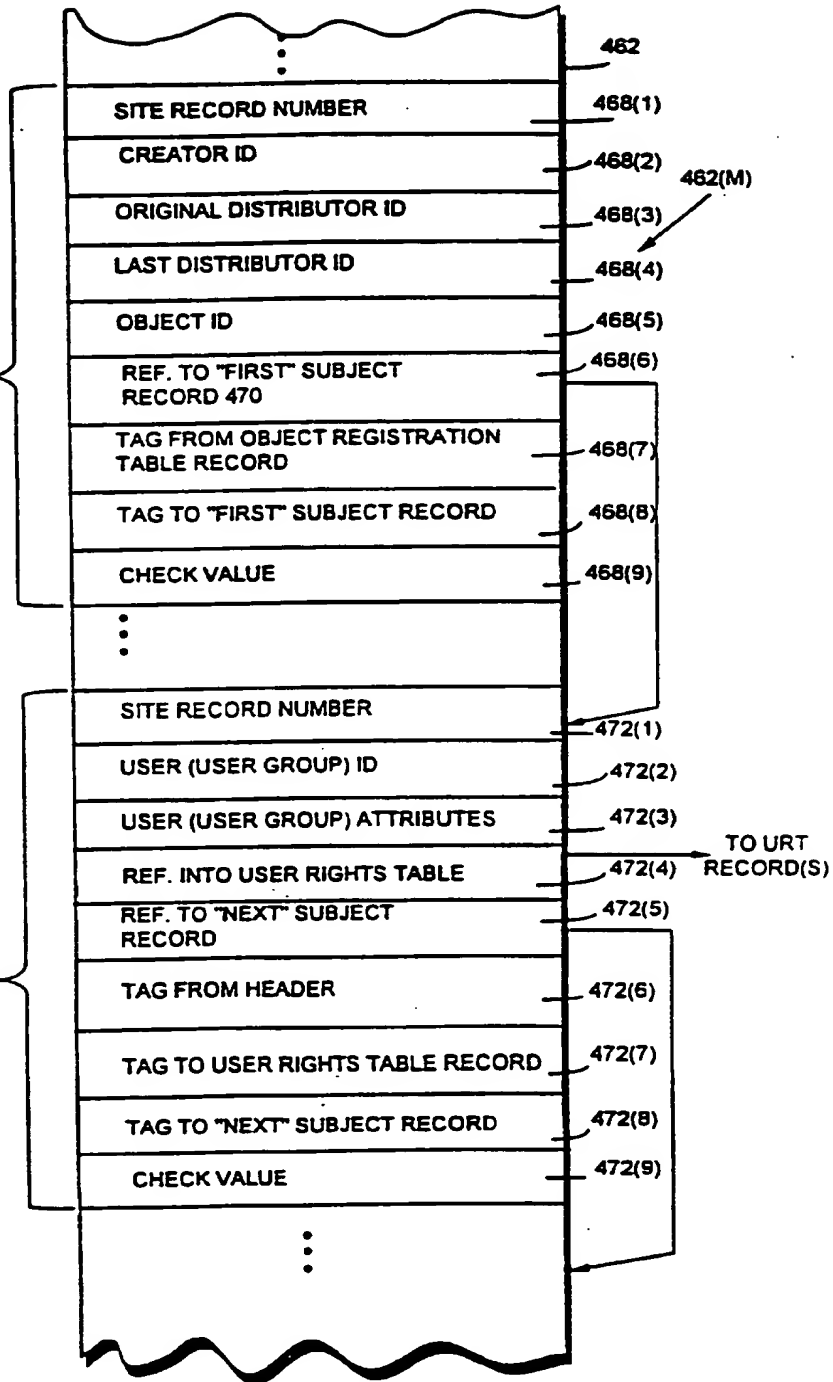 462
SITE RECORD NUMBER 468(1)
CREATOR ID 468(2)
462(M)
ORIGINAL DISTRIBUTOR ID 468(3)
LAST DISTRIBUTOR ID 468(4)
OBJECT ID 468(5)
REF. TO "FIRST" SUBJECT 468(6)
RECORD 470
TAG FROM OBJECT REGISTRATION
TABLE RECORD 468(7)
TAG TO "FIRST" SUBJECT RECORD 468(8)
CHECK VALUE 468(9)
SITE RECORD NUMBER 472(1)
USER (USER GROUP) ID 472(2)
USER (USER GROUP) ATTRIBUTES 472(3)
TO URT
RECORD(S)
REF. INTO USER RIGHTS TABLE 472(4)
REF. TO "NEXT" SUBJECT 472(5)
RECORD
TAG FROM HEADER 472(6)
TAG TO USER RIGHTS TABLE RECORD 472(7)
TAG TO "NEXT" SUBJECT RECORD 472(8)
CHECK VALUE 472(9)